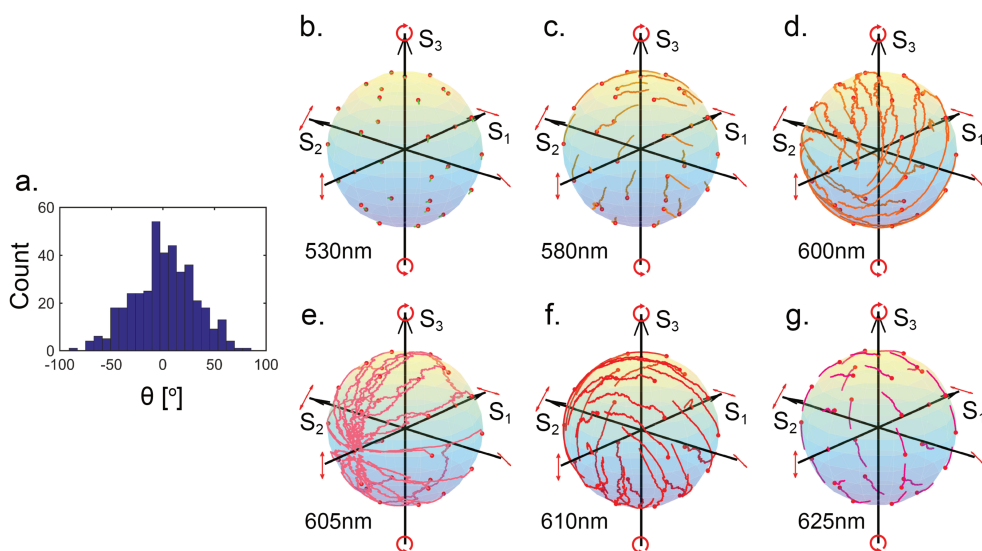 a.
60
40
20
0
Count
-100 -50 0 50 100
θ [º]
b.
S3
S2
S1
530nm
c.
S3
S2
S1
580nm
d.
S3
S2
S1
600nm
e.
S3
S2
S1
605nm
f.
S3
S2
S1
610nm
g.
S3
S2
S1
625nm